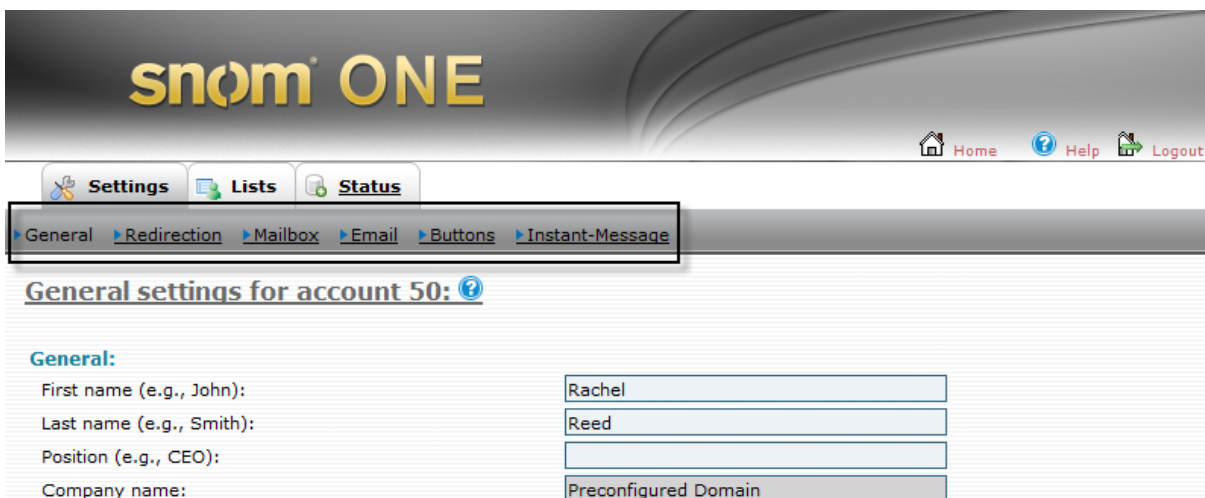 snom ONE
Home Help Logout
Settings Lists Status
General Redirection Mailbox Email Buttons Instant-Message
General settings for account 50:
General:
First name (e.g., John): Rachel
Last name (e.g., Smith): Reed
Position (e.g., CEO):
Company name: Preconfigured Domain